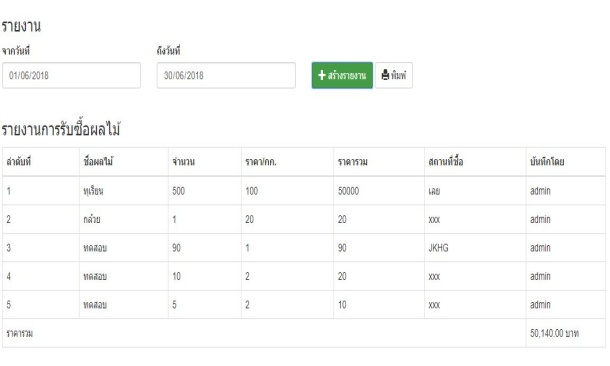 รายงาน
จากวันที่ ถึงวันที่
01/06/2018 30/06/2018 สร้างรายงาน พิมพ์
รายงานการรับซื้อผลไม้
ลำดับที่ ชื่อผลไม้ จำนวน ราคา/กก. ราคารวม สถานที่ซื้อ บันทึกโดย
1 ทุเรียน 500 100 50000 เลย admin
2 กล้วย 1 20 20 xxx admin
3 ทดสอบ 90 1 90 JKHG admin
4 ทดสอบ 10 2 20 xxx admin
5 ทดสอบ 5 2 10 xxx admin
ราคารวม 50,140.00 บาท